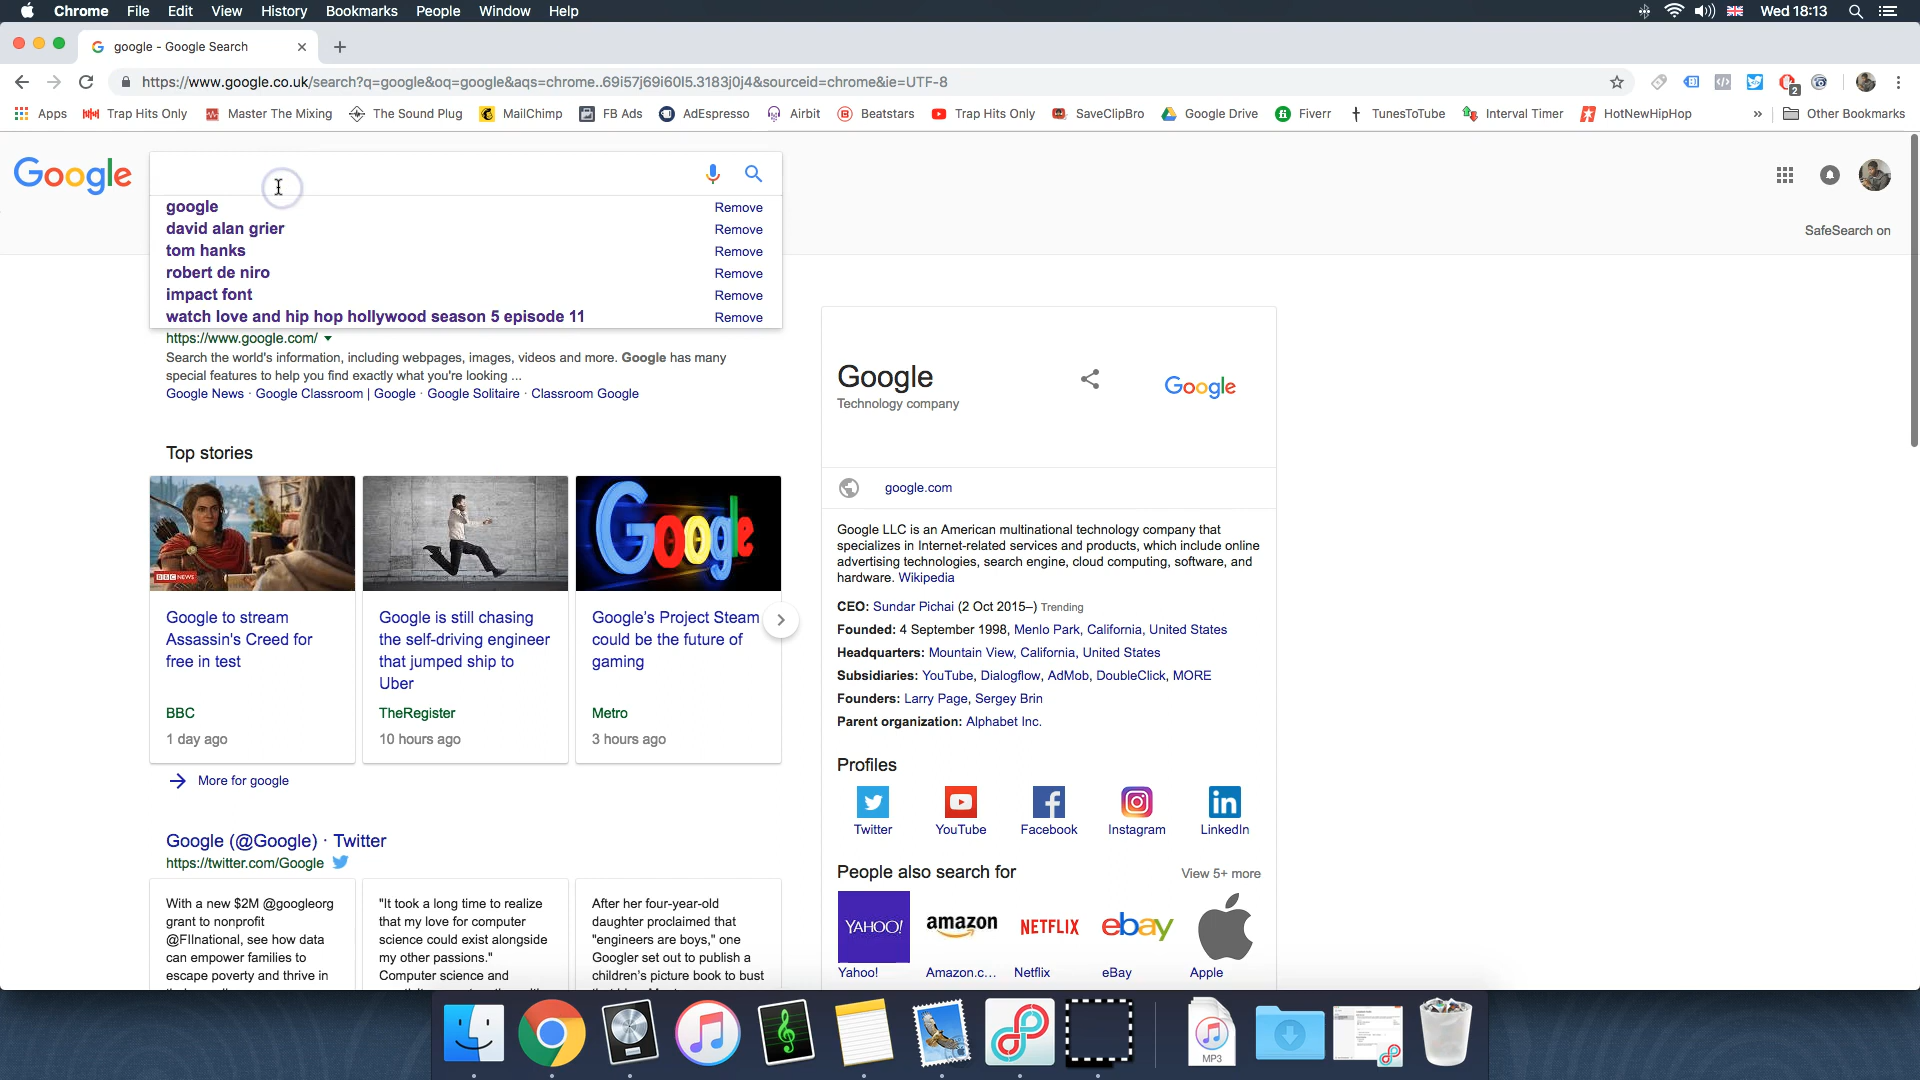 Chrome File Edit View History Bookmarks People Window Help Wed 18:13
google - Google Search
https://www.google.co.uk/search?q=google&oq=google&aqs=chrome..69i57j69i60l5.3183j0j4&sourceid=chrome&ie=UTF-8
2
Apps Trap Hits Only Master The Mixing The Sound Plug MailChimp FB Ads AdEspresso Airbit Beatstars Trap Hits Only SaveClipBro Google Drive Fiverr TunesToTube Interval Timer HotNewHipHop » Other Bookmarks
Google
SafeSearch on
google Remove
david alan grier Remove
tom hanks Remove
robert de niro Remove
impact font Remove
watch love and hip hop hollywood season 5 episode 11 Remove
https://www.google.com/
Search the world's information, including webpages, images, videos and more. Google has many
special features to help you find exactly what you're looking ...
Google News · Google Classroom | Google · Google Solitaire · Classroom Google
Top stories
BBC NEWS
Google
Google to stream
Assassin's Creed for
free in test
BBC
1 day ago
Google is still chasing
the self-driving engineer
that jumped ship to
Uber
TheRegister
10 hours ago
Google's Project Steam
could be the future of
gaming
Metro
3 hours ago
More for google
Google (@Google) · Twitter
https://twitter.com/Google
With a new $2M @googleorg
grant to nonprofit
@FIInational, see how data
can empower families to
escape poverty and thrive in
"It took a long time to realize
that my love for computer
science could exist alongside
my other passions."
Computer science and
After her four-year-old
daughter proclaimed that
"engineers are boys," one
Googler set out to publish a
children's picture book to bust
Google
Technology company
Google
google.com
Google LLC is an American multinational technology company that
specializes in Internet-related services and products, which include online
advertising technologies, search engine, cloud computing, software, and
hardware. Wikipedia
CEO: Sundar Pichai (2 Oct 2015–) Trending
Founded: 4 September 1998, Menlo Park, California, United States
Headquarters: Mountain View, California, United States
Subsidiaries: YouTube, Dialogflow, AdMob, DoubleClick, MORE
Founders: Larry Page, Sergey Brin
Parent organization: Alphabet Inc.
Profiles
Twitter YouTube Facebook Instagram LinkedIn
People also search for View 5+ more
YAHOO! amazon NETFLIX ebay
Yahoo! Amazon.c... Netflix eBay Apple
MP3